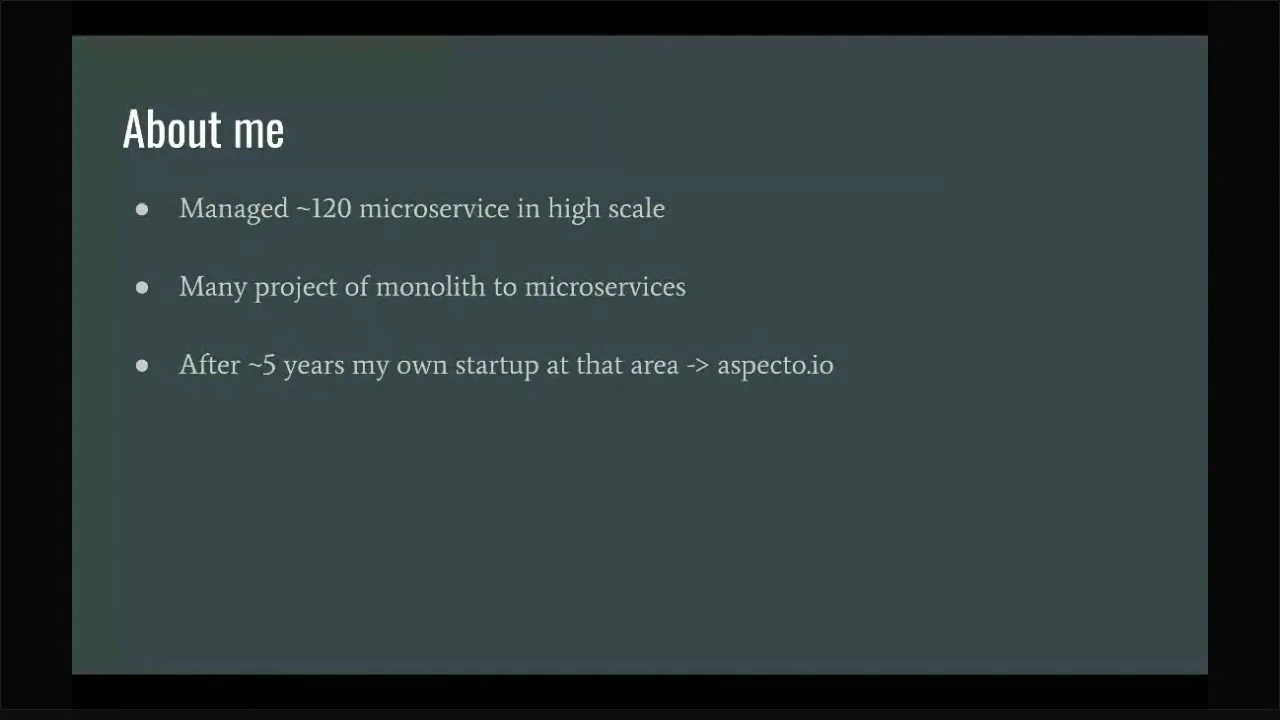 About me
● Managed ~120 microservice in high scale
● Many project of monolith to microservices
● After ~5 years my own startup at that area -> aspecto.io